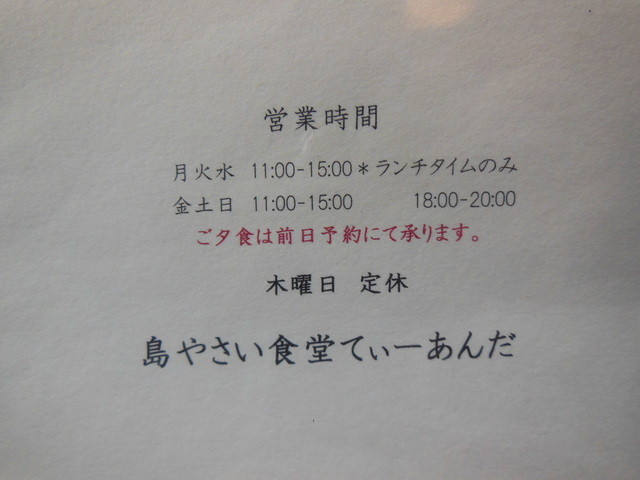 営業時間
月火水 11:00-15:00*ランチタイムのみ
金土日 11:00-15:00 18:00-20:00
ご夕食は前日予約にて承ります。
木曜日 定休
島やさい食堂てぃーあんだ